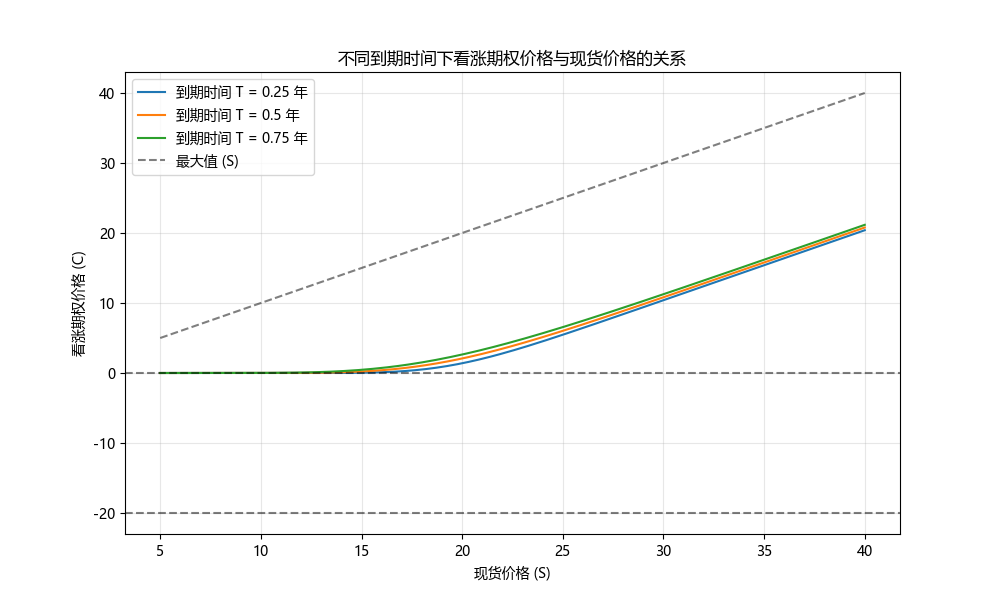 不同到期时间下看涨期权价格与现货价格的关系
到期时间 T = 0.25 年
到期时间 T = 0.5 年
到期时间 T = 0.75 年
最大值 (S)
看涨期权价格 (C)
40
30
20
10
0
-10
-20
5 10 15 20 25 30 35 40
现货价格 (S)